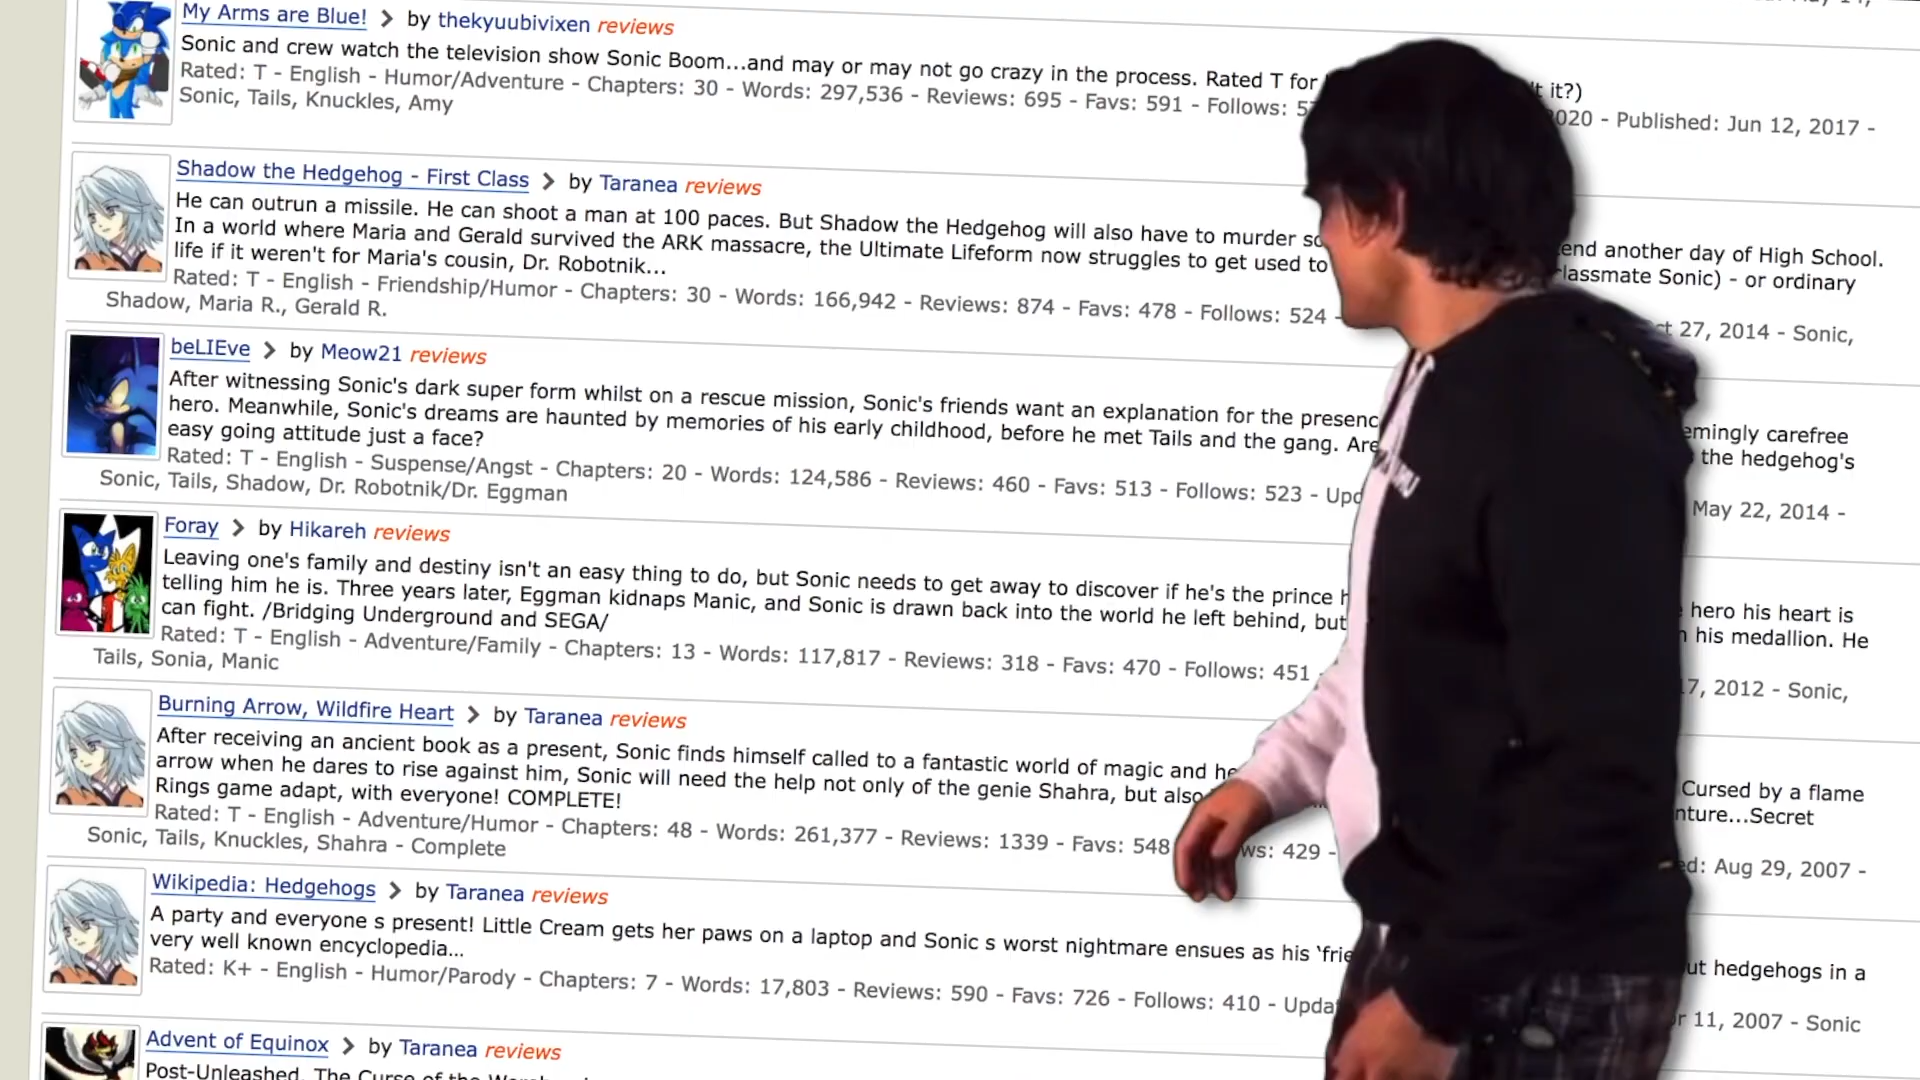 My Arms are Blue! by thekyuubivixen reviews
Sonic and crew watch the television show Sonic Boom...and may or may not go crazy in the process. Rated T for it?)
Rated: T - English - Humor/Adventure - Chapters: 30 - Words: 297,536 - Reviews: 695 - Favs: 591 - Follows: - Published: Jun 12, 2017 -
Sonic, Tails, Knuckles, Amy
Shadow the Hedgehog - First Class by Taranea reviews
He can outrun a missile. He can shoot a man at 100 paces. But Shadow the Hedgehog will also have to murder another day of High School.
In a world where Maria and Gerald survived the ARK massacre, the Ultimate Lifeform now struggles to get used to Sonic) - or ordinary
life if it weren't for Maria's cousin, Dr. Robotnik...
Rated: T - English - Friendship/Humor - Chapters: 30 - Words: 166,942 - Reviews: 874 - Favs: 478 - Follows: 524 - 27, 2014 - Sonic,
Shadow, Maria R., Gerald R.
beLIEve by Meow21 reviews
After witnessing Sonic's dark super form whilst on a rescue mission, Sonic's friends want an explanation for the carefree
hero. Meanwhile, Sonic's dreams are haunted by memories of his early childhood, before he met Tails and the gang. Are the hedgehog's
easy going attitude just a face?
Rated: T - English - Suspense/Angst - Chapters: 20 - Words: 124,586 - Reviews: 460 - Favs: 513 - Follows: 523 - May 22, 2014 -
Sonic, Tails, Shadow, Dr. Robotnik/Dr. Eggman
Foray by Hikareh reviews
Leaving one's family and destiny isn't an easy thing to do, but Sonic needs to get away to discover if he's the prince hero his heart is
telling him he is. Three years later, Eggman kidnaps Manic, and Sonic is drawn back into the world he left behind, but his medallion. He
can fight. /Bridging Underground and SEGA/
Rated: T - English - Adventure/Family - Chapters: 13 - Words: 117,817 - Reviews: 318 - Favs: 470 - Follows: 451 2012 - Sonic,
Tails, Sonia, Manic
Burning Arrow, Wildfire Heart by Taranea reviews
After receiving an ancient book as a present, Sonic finds himself called to a fantastic world of magic and Cursed by a flame
arrow when he dares to rise against him, Sonic will need the help not only of the genie Shahra, but also Secret
Rings game adapt, with everyone! COMPLETE!
Rated: T - English - Adventure/Humor - Chapters: 48 - Words: 261,377 - Reviews: 1339 - Favs: 548 429 - Aug 29, 2007 -
Sonic, Tails, Knuckles, Shahra - Complete
Wikipedia: Hedgehogs by Taranea reviews
A party and everyone s present! Little Cream gets her paws on a laptop and Sonic s worst nightmare ensues as his hedgehogs in a
very well known encyclopedia...
Rated: K+ - English - Humor/Parody - Chapters: 7 - Words: 17,803 - Reviews: 590 - Favs: 726 - Follows: 410 - 11, 2007 - Sonic
Advent of Equinox by Taranea reviews
Post-Unleashed. The Curse of the